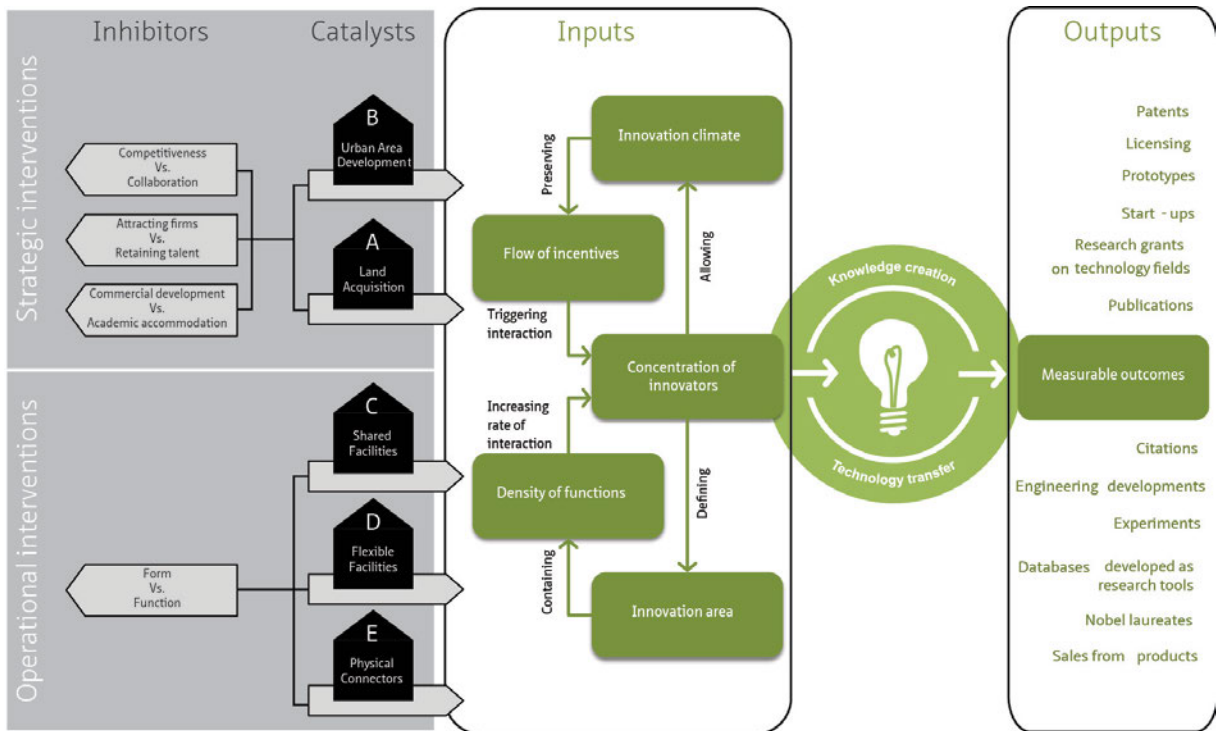 Inhibitors
Catalysts
Inputs
Outputs
Strategic interventions
Competitiveness
Vs.
Collaboration
Attracting firms
Vs.
Retaining talent
Commercial development
Vs.
Academic accommodation
B
Urban Area
Development
A
Land
Acquisition
Operational interventions
Form
Vs.
Function
C
Shared
Facilities
D
Flexible
Facilities
E
Physical
Connectors
Innovation climate
Preserving
Flow of incentives
Allowing
Triggering
interaction
Concentration of
innovators
Increasing
rate of
interaction
Density of functions
Defining
Containing
Innovation area
Knowledge creation
Technology transfer
Patents
Licensing
Prototypes
Start - ups
Research grants
on technology fields
Publications
Measurable outcomes
Citations
Engineering developments
Experiments
Databases developed as
research tools
Nobel laureates
Sales from products